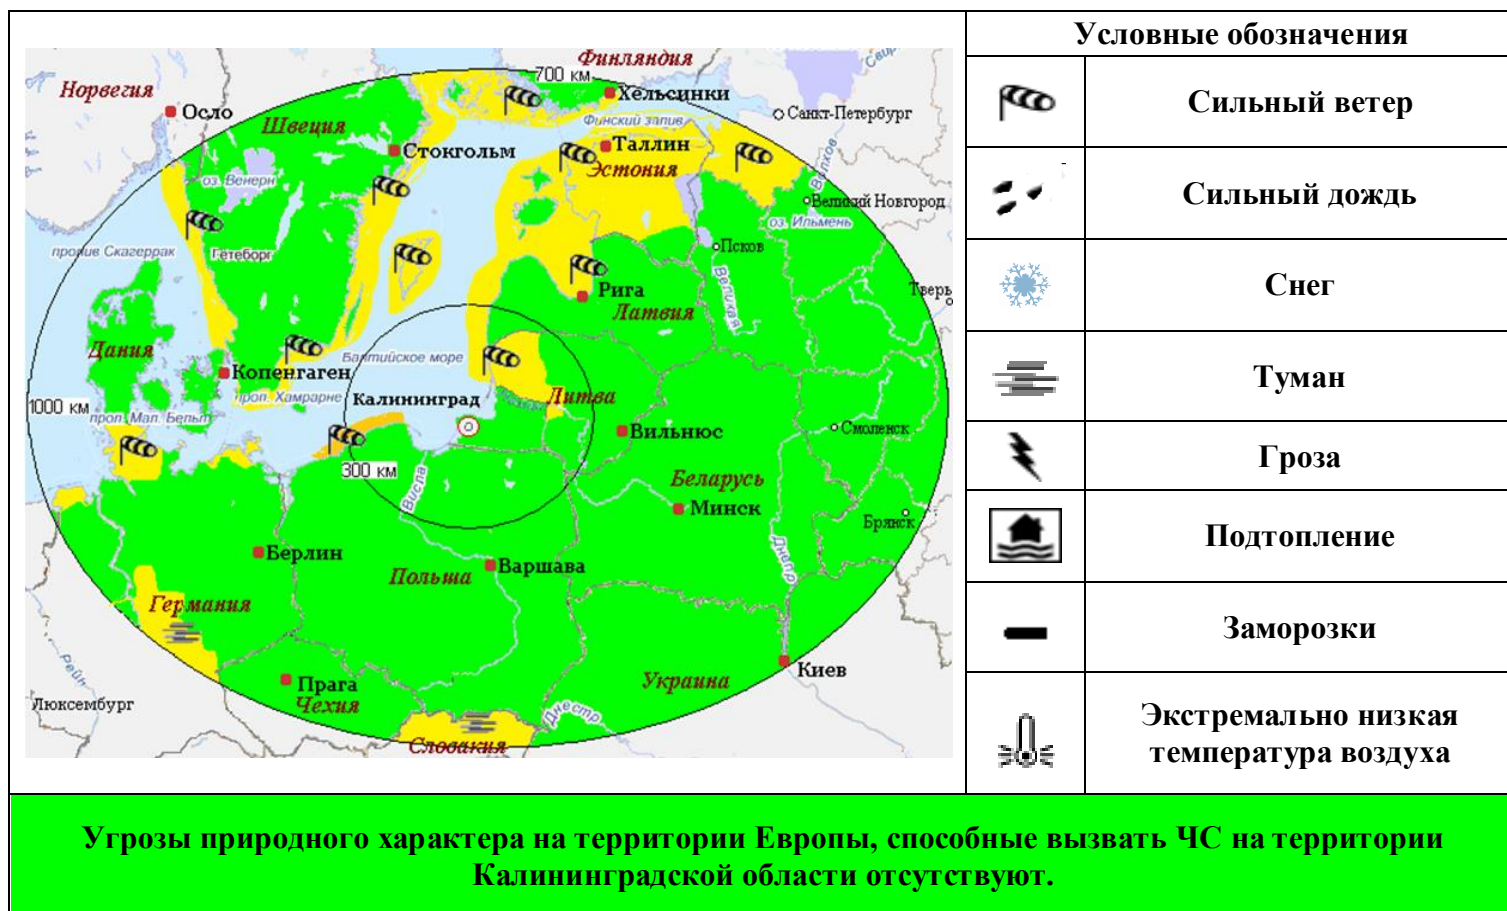 Условные обозначения
Сильный ветер
Сильный дождь
Снег
Туман
Гроза
Подтопление
Заморозки
Экстремально низкая
температура воздуха
Финляндия
700 км
Норвегия
Хельсинки
Осло
Санкт-Петербург
Швеция
Финский залив
Стокгольм
Таллин
Эстония
Волхов
оз. Венерн
Великий Новгород
оз. Ильмень
пролив Скагеррак
Гетеборг
Псков
Великая
Рига
Тверь
Латвия
Дания
Балтийское море
Копенгаген
1000 км
проп. Хамрарне
Калининград
Литва
проп. Мал. Бельт
Вильнюс
Смоленск
300 км
Висла
Беларусь
Минск
Брянск
Берлин
Варшава
Днепр
Польша
Германия
Рейн
Прага
Украина
Киев
Люксембург
Чехия
Днестр
Словакия
Угрозы природного характера на территории Европы, способные вызвать ЧС на территории
Калининградской области отсутствуют.